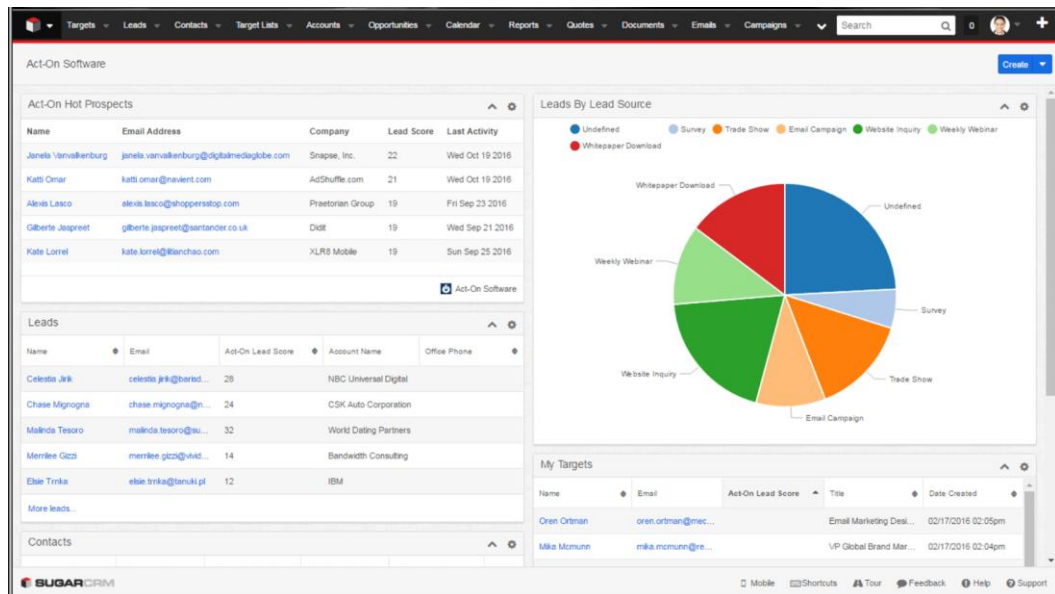 Targets Leads Contacts Target Lists Accounts Opportunities Calendar Reports Quotes Documents Emails Campaigns Search 0
Act-On Software Create
Act-On Hot Prospects
Name Email Address Company Lead Score Last Activity
Janela Vanvalkenburg janela.vanvalkenburg@digitalmediaglobe.com Snapse, Inc. 22 Wed Oct 19 2016
Katti Omar katti.omar@navient.com AdShuffle.com 21 Wed Oct 19 2016
Alexis Lasco alexis.lasco@shoppersstop.com Praetorian Group 19 Fri Sep 23 2016
Gilberte Jaspreet gilberte.jaspreet@santander.co.uk Didit 19 Wed Sep 21 2016
Kate Lorrel kate.lorrel@litianchao.com XLR8 Mobile 19 Sun Sep 25 2016
Act-On Software
Leads
Name Email Act-On Lead Score Account Name Office Phone
Celestia Jirik celestia.jirik@barisd... 28 NBC Universal Digital
Chase Mignogna chase.mignogna@n... 24 CSK Auto Corporation
Malinda Tesoro malinda.tesoro@su... 32 World Dating Partners
Merrilee Gizzi merrilee.gizzi@vivid... 14 Bandwidth Consulting
Elsie Trnka elsie.trnka@tanuki.pl 12 IBM
More leads...
Contacts
Leads By Lead Source
Undefined Survey Trade Show Email Campaign Website Inquiry Weekly Webinar
Whitepaper Download
Whitepaper Download
Undefined
Weekly Webinar
Survey
Website Inquiry
Trade Show
Email Campaign
My Targets
Name Email Act-On Lead Score Title Date Created
Oren Ortman oren.ortman@mec... Email Marketing Desi... 02/17/2016 02:05pm
Mika Mcmunn mika.mcmunn@re... VP Global Brand Mar... 02/17/2016 02:04pm
SUGARCRM Mobile Shortcuts Tour Feedback Help Support